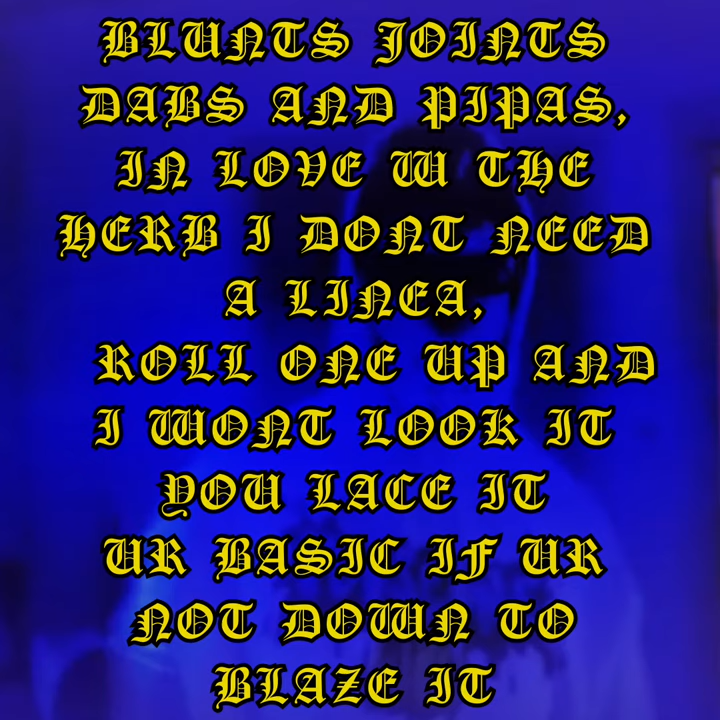 BLUNTS JOINTS
DABS AND PIPAS,
IN LOVE W THE
HERB I DONT NEED
A LINEA,
ROLL ONE UP AND
I WONT LOOK IT
YOU LACE IT
UR BASIC IF UR
NOT DOWN TO
BLAZE IT